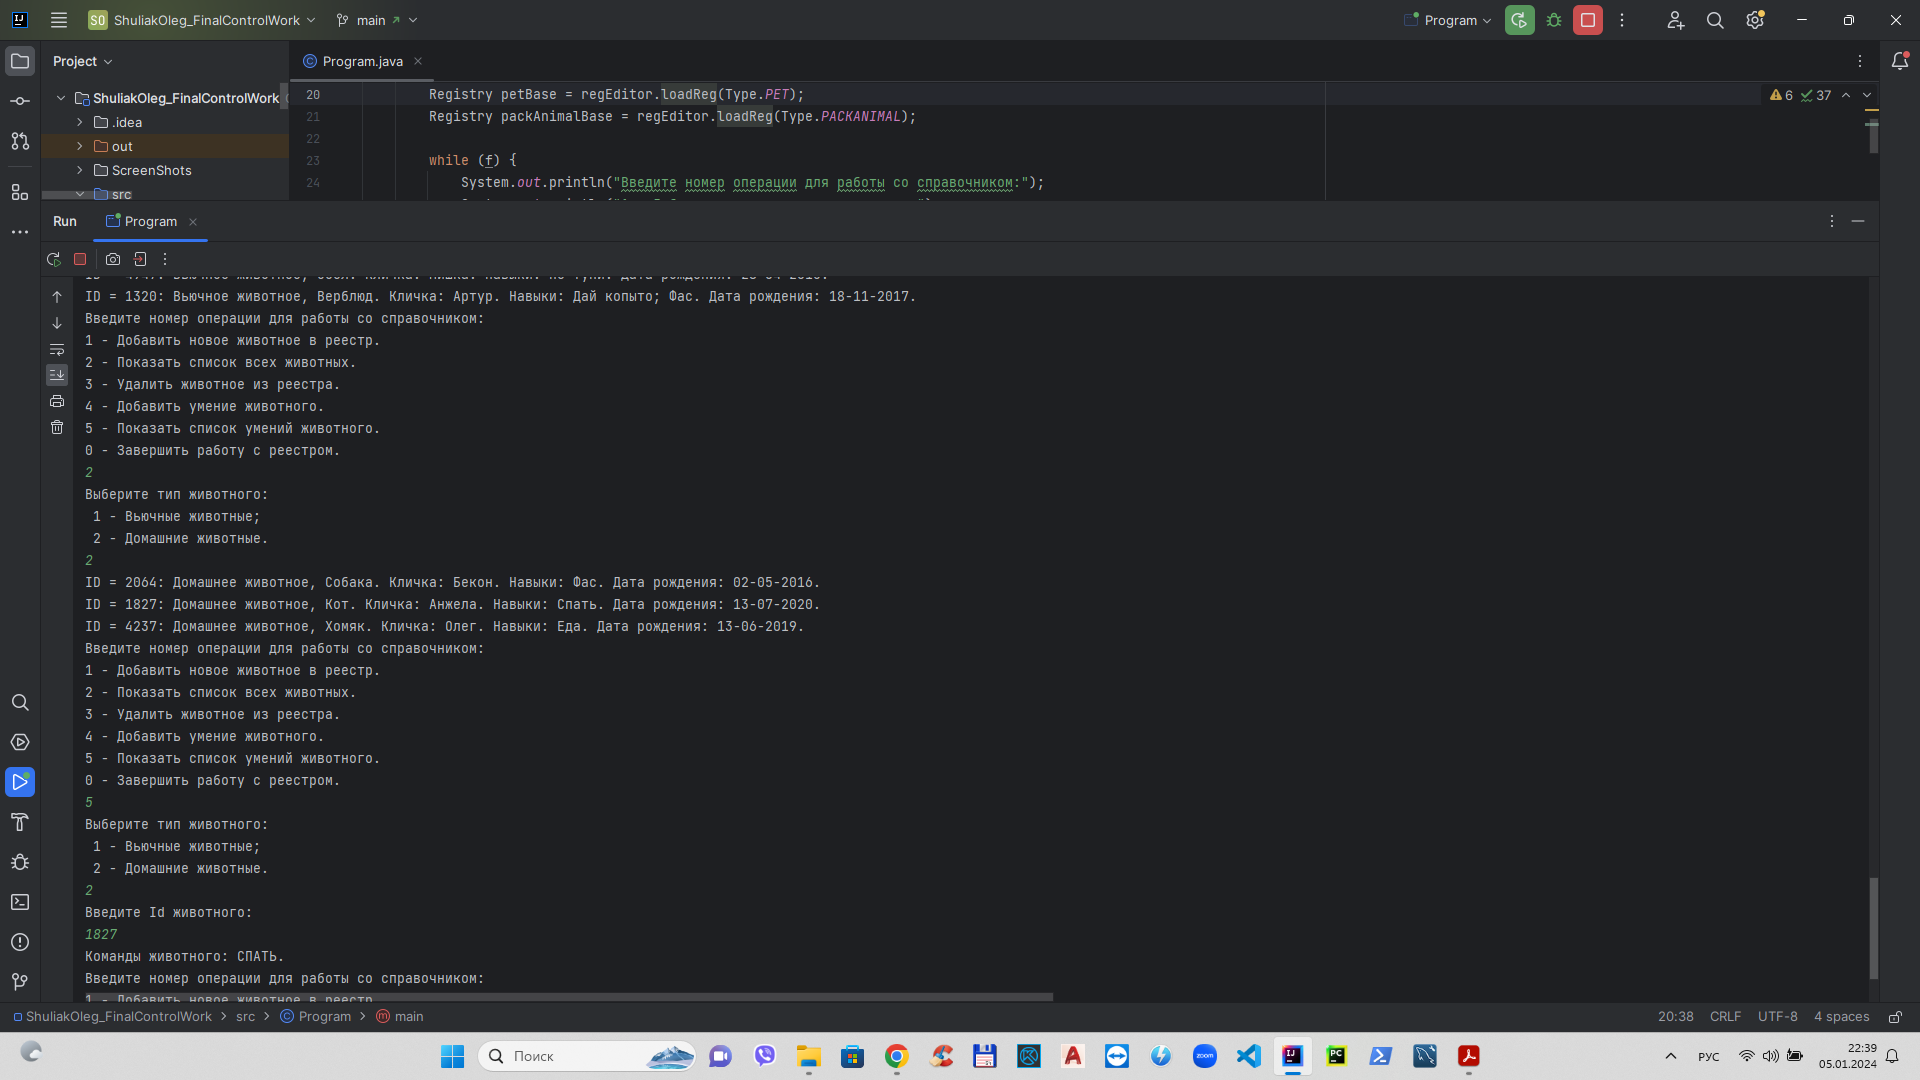 SO ShuliakOleg_FinalControlWork main Program
Project Program.java
ShuliakOleg_FinalControlWork
.idea
out
ScreenShots
src
6 37
20 Registry petBase = regEditor.loadReg(Type.PET);
21 Registry packAnimalBase = regEditor.loadReg(Type.PACKANIMAL);
22
23 while (f) {
24 System.out.println("Введите номер операции для работы со справочником:");
Run Program
ID = 1320: Вьючное животное, Верблюд. Кличка: Артур. Навыки: Дай копыто; Фас. Дата рождения: 18-11-2017.
Введите номер операции для работы со справочником:
1 - Добавить новое животное в реестр.
2 - Показать список всех животных.
3 - Удалить животное из реестра.
4 - Добавить умение животного.
5 - Показать список умений животного.
0 - Завершить работу с реестром.
2
Выберите тип животного:
1 - Вьючные животные;
2 - Домашние животные.
2
ID = 2064: Домашнее животное, Собака. Кличка: Бекон. Навыки: Фас. Дата рождения: 02-05-2016.
ID = 1827: Домашнее животное, Кот. Кличка: Анжела. Навыки: Спать. Дата рождения: 13-07-2020.
ID = 4237: Домашнее животное, Хомяк. Кличка: Олег. Навыки: Еда. Дата рождения: 13-06-2019.
Введите номер операции для работы со справочником:
1 - Добавить новое животное в реестр.
2 - Показать список всех животных.
3 - Удалить животное из реестра.
4 - Добавить умение животного.
5 - Показать список умений животного.
0 - Завершить работу с реестром.
5
Выберите тип животного:
1 - Вьючные животные;
2 - Домашние животные.
2
Введите Id животного:
1827
Команды животного: СПАТЬ.
Введите номер операции для работы со справочником:
1 - Добавить новое животное в реестр.
ShuliakOleg_FinalControlWork > src > Program > main 20:38 CRLF UTF-8 4 spaces
Поиск
РУС
22:39
05.01.2024